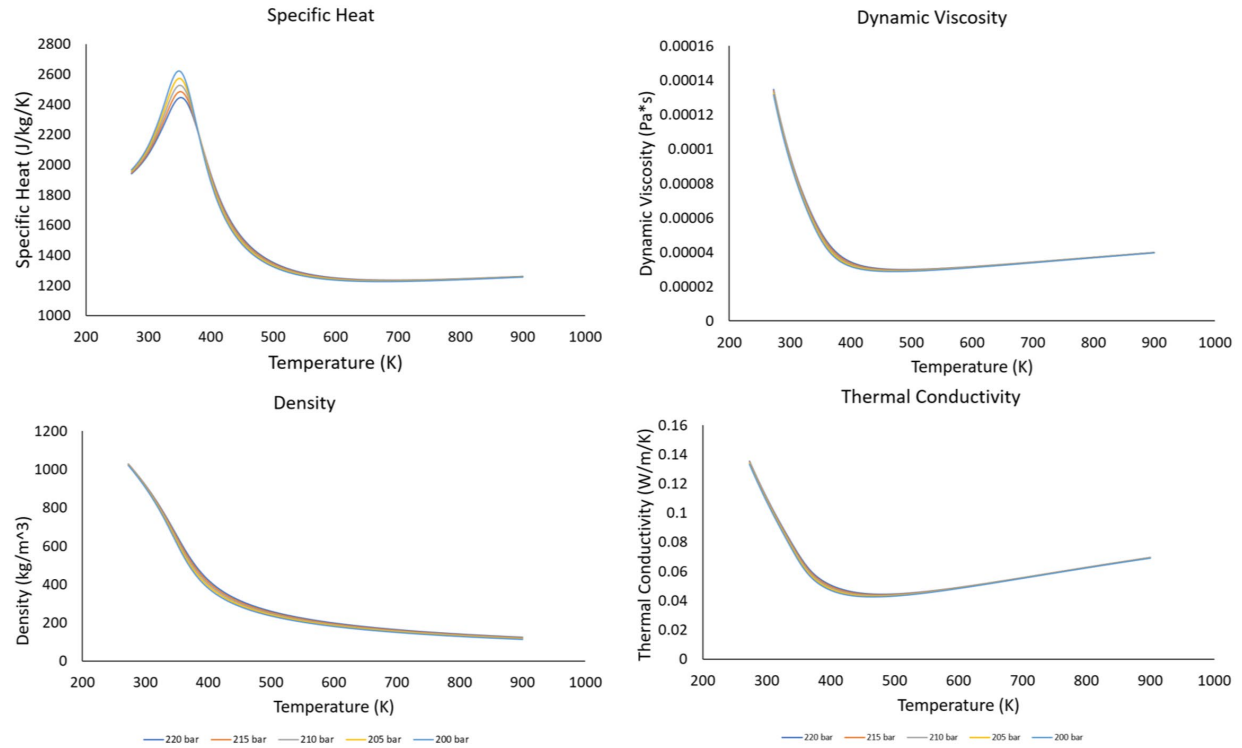 Specific Heat
2800
2600
2400
2200
2000
1800
1600
1400
1200
1000
Specific Heat (J/kg/K)
200 300 400 500 600 700 800 900 1000
Temperature (K)
Dynamic Viscosity
0.00016
0.00014
0.00012
0.0001
0.00008
0.00006
0.00004
0.00002
0
Dynamic Viscosity (Pa*s)
200 300 400 500 600 700 800 900 1000
Temperature (K)
Density
1200
1000
800
600
400
200
0
Density (kg/m^3)
200 300 400 500 600 700 800 900 1000
Temperature (K)
220 bar 215 bar 210 bar 205 bar 200 bar
Thermal Conductivity
0.16
0.14
0.12
0.1
0.08
0.06
0.04
0.02
0
Thermal Conductivity (W/m/K)
200 300 400 500 600 700 800 900 1000
Temperature (K)
220 bar 215 bar 210 bar 205 bar 200 bar